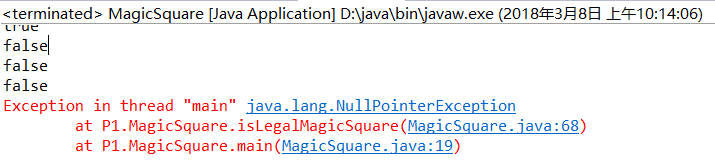 <terminated> MagicSquare [Java Application] D:\java\bin\javaw.exe (2018年3月8日 上午10:14:06)
true
false
false
false
Exception in thread "main" java.lang.NullPointerException
at P1.MagicSquare.isLegalMagicSquare(MagicSquare.java:68)
at P1.MagicSquare.main(MagicSquare.java:19)